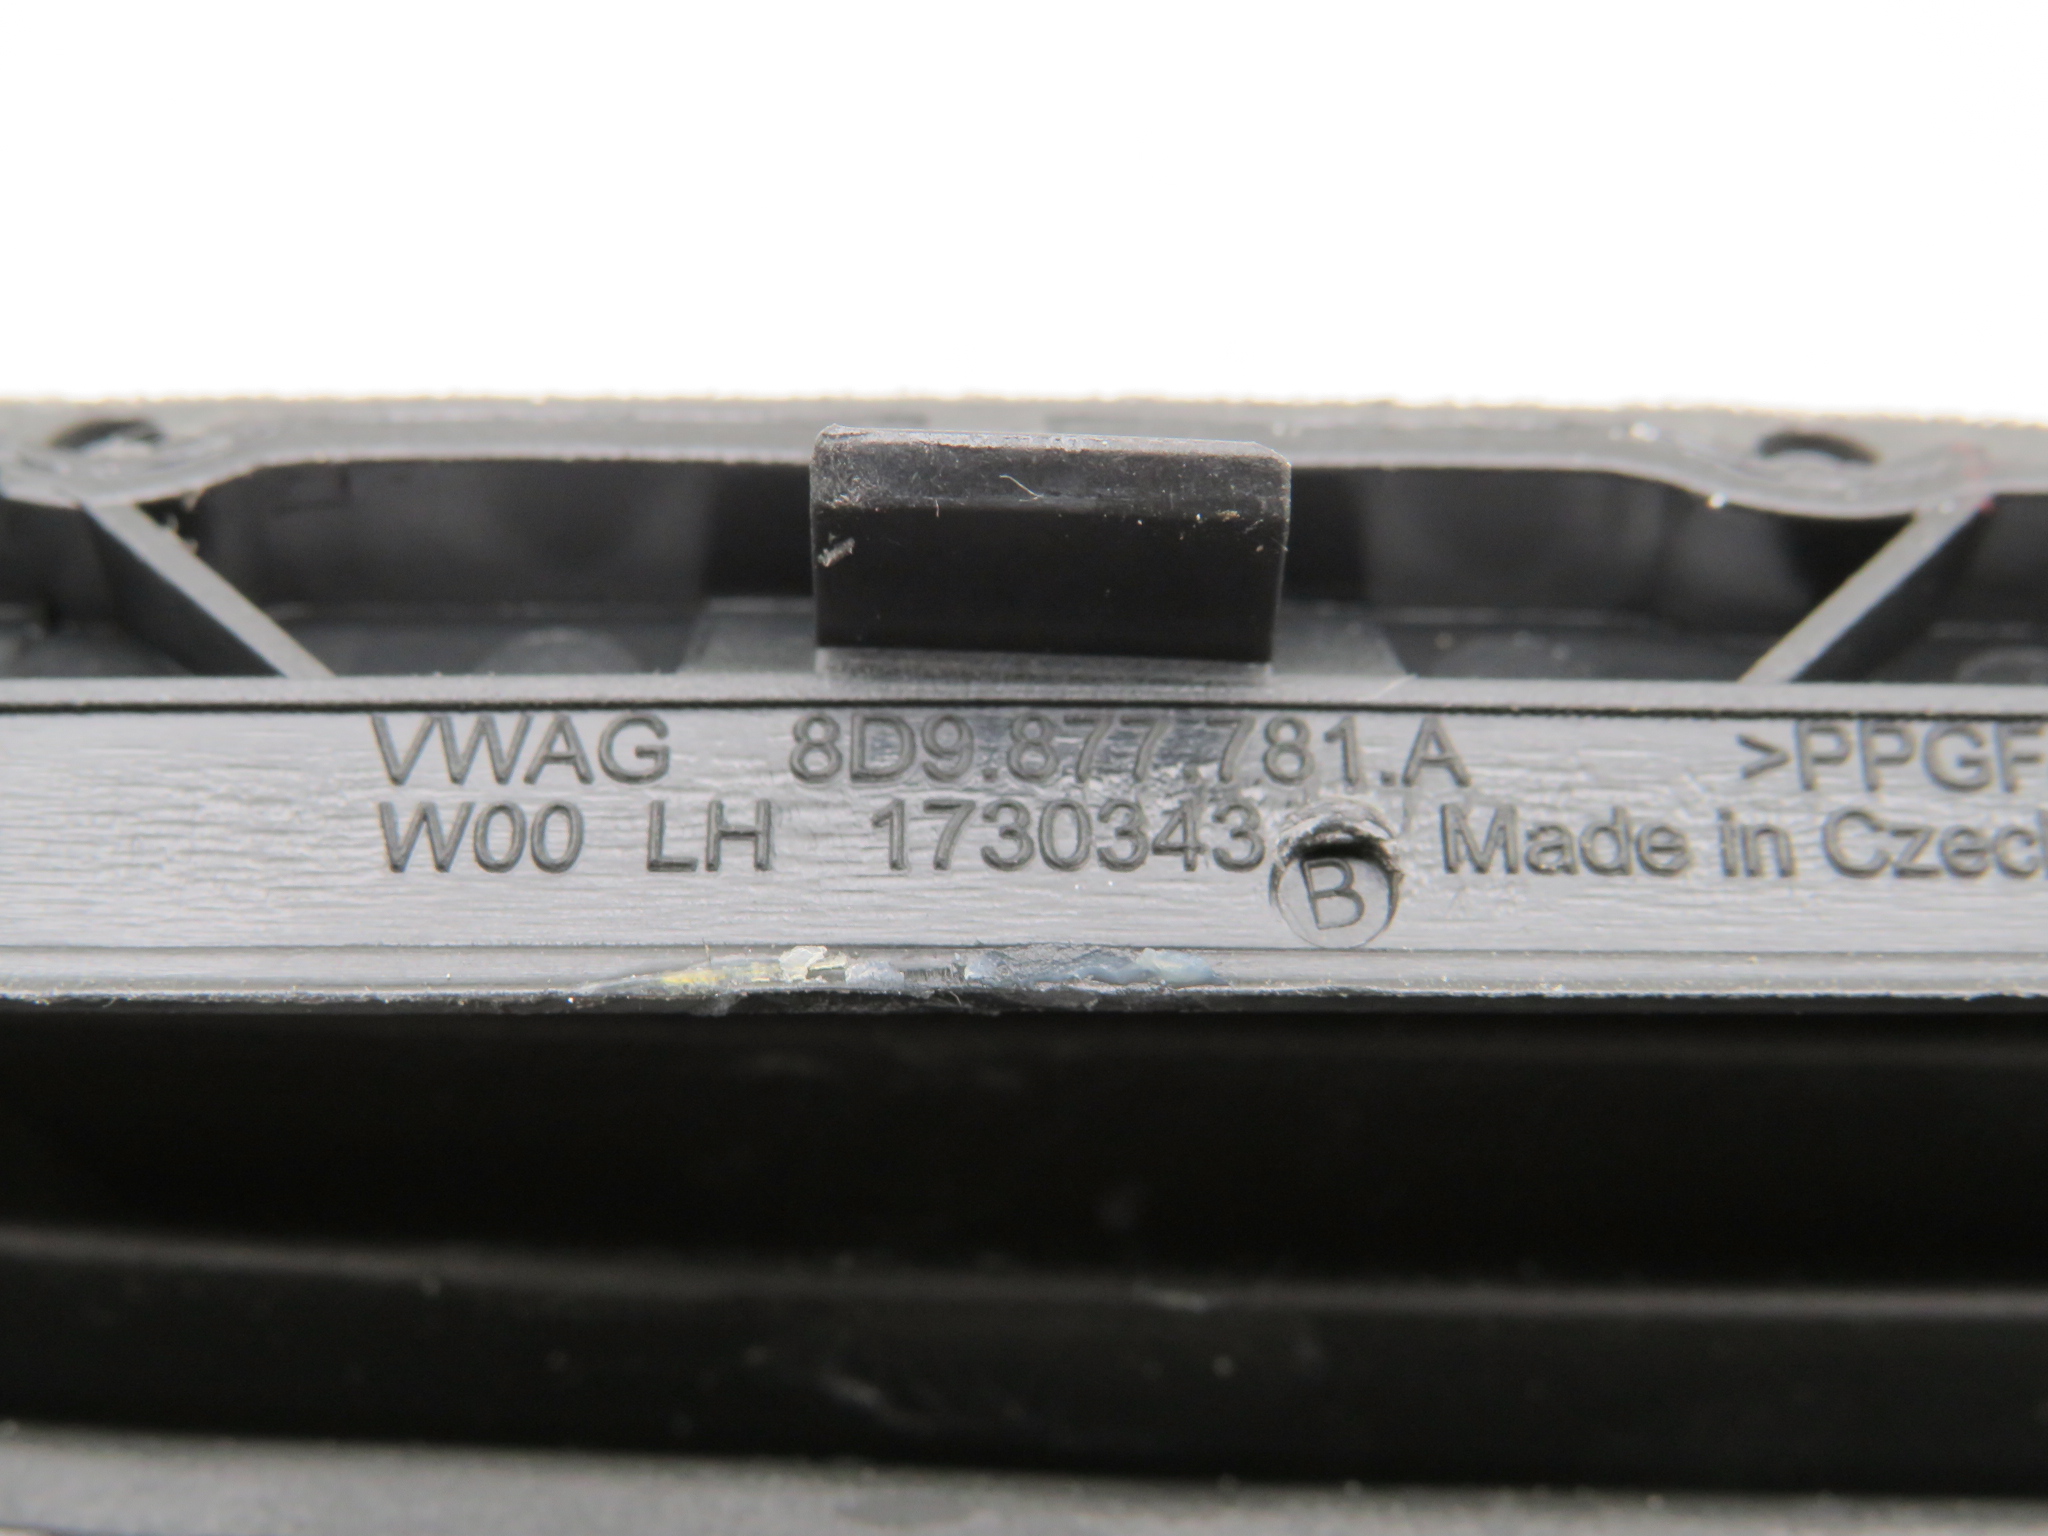 VWAG 8D9.877.781.A >PPGF
W00 LH 1730343 B Made in Czech